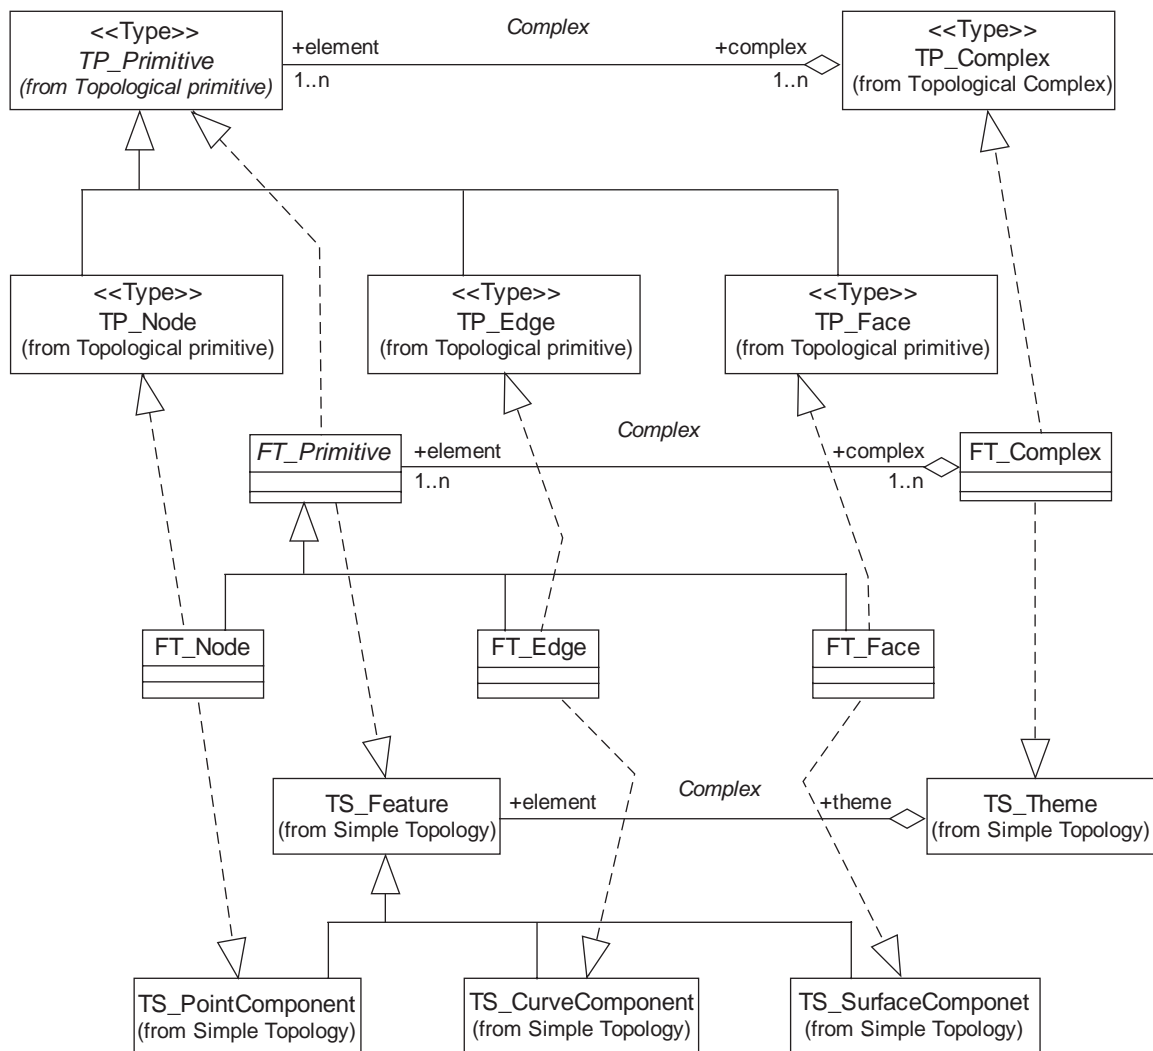 <<Type>>
TP_Primitive
(from Topological primitive)
+element
1..n
Complex
+complex
1..n
<<Type>>
TP_Complex
(from Topological Complex)
<<Type>>
TP_Node
(from Topological primitive)
<<Type>>
TP_Edge
(from Topological primitive)
<<Type>>
TP_Face
(from Topological primitive)
FT_Primitive
+element
1..n
Complex
+complex
1..n
FT_Complex
FT_Node
FT_Edge
FT_Face
TS_Feature
(from Simple Topology)
+element
Complex
+theme
TS_Theme
(from Simple Topology)
TS_PointComponent
(from Simple Topology)
TS_CurveComponent
(from Simple Topology)
TS_SurfaceComponet
(from Simple Topology)